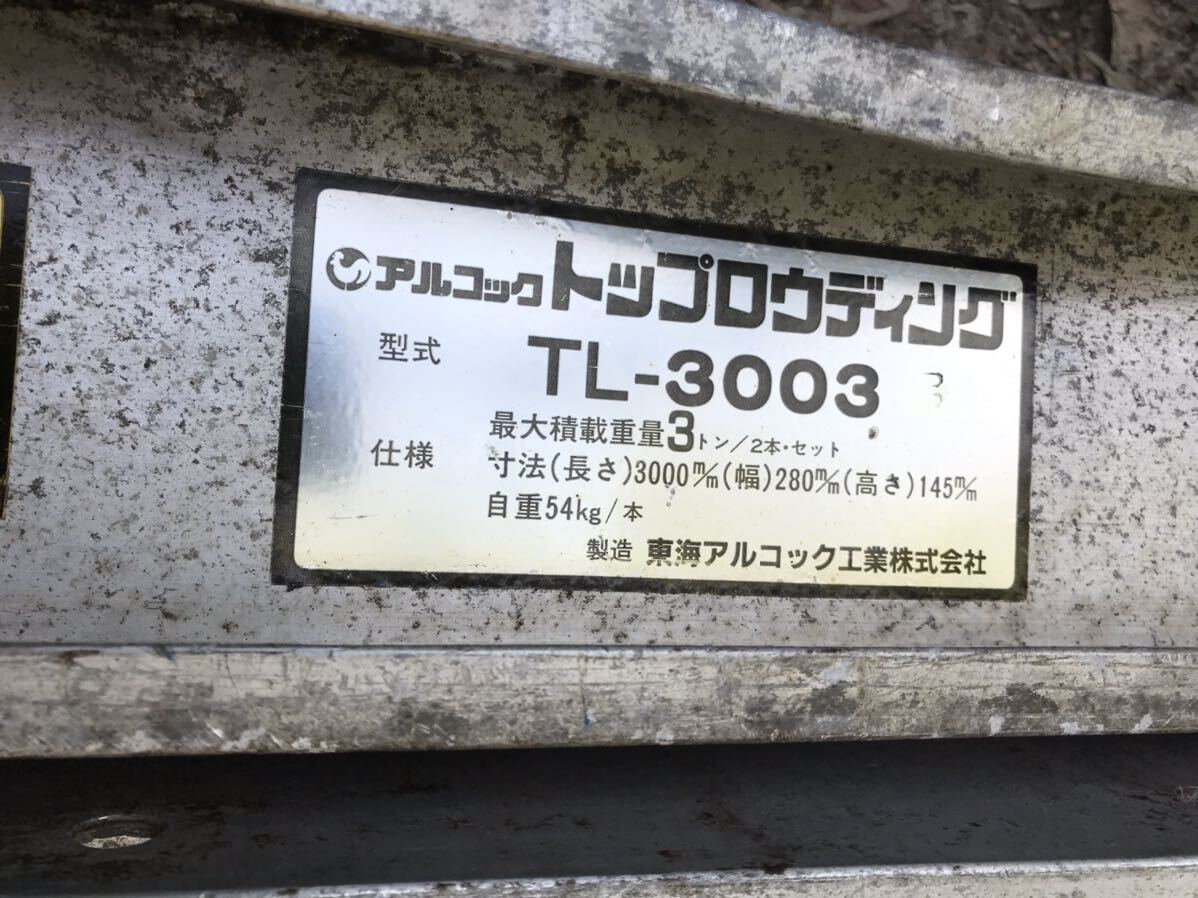 アルコック トップロウディング
型式 TL-3003
仕様 最大積載重量3トン/2本・セット
寸法(長さ)3000m/m(幅)280m/m(高さ)145m/m
自重54kg/本
製造 東海アルコック工業株式会社